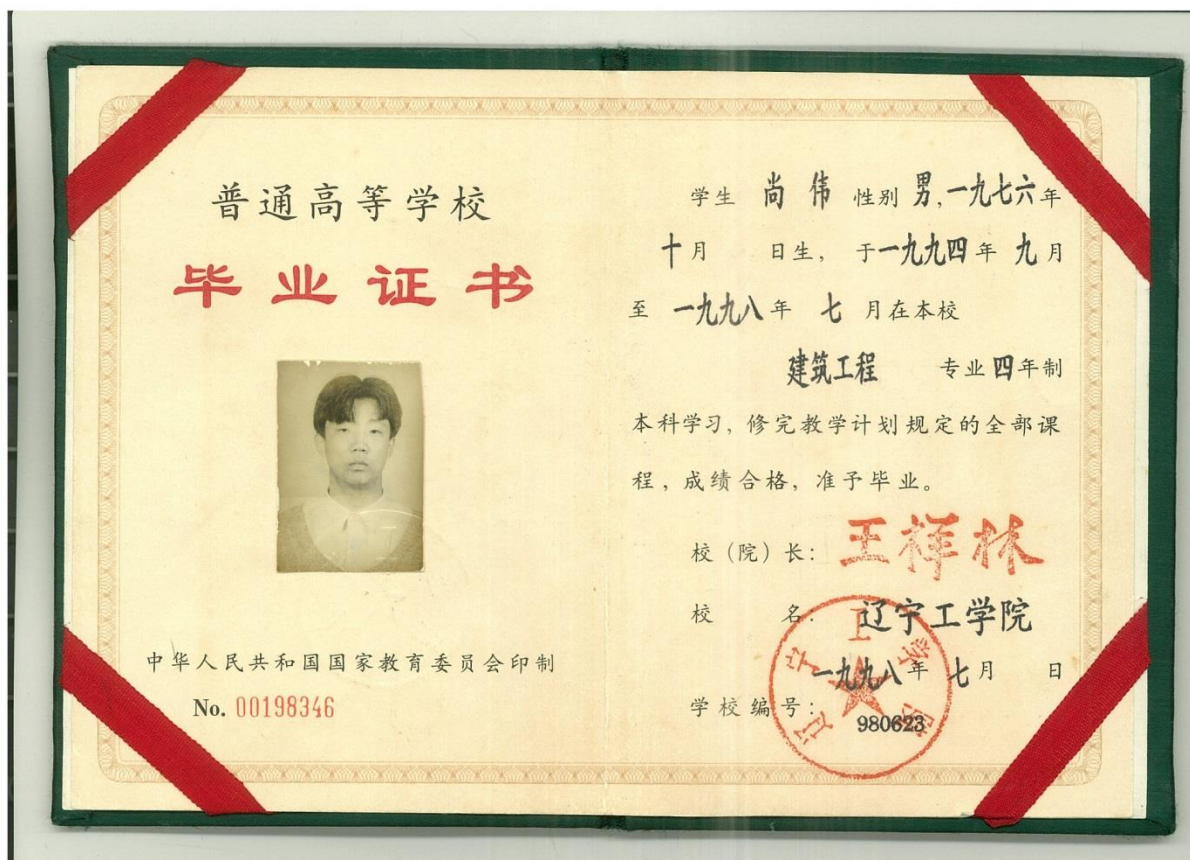 普通高等学校
毕业证书
中华人民共和国国家教育委员会印制
No. 00198346
学生 尚伟 性别 男，一九七六年
十月 日生，于一九九四年 九月
至 一九九八年 七 月在本校
建筑工程 专业四年制
本科学习，修完教学计划规定的全部课
程，成绩合格，准予毕业。
校（院）长：王祥林
校 名：辽宁工学院
一九九八年 七月 日
学校编号：980623
辽宁工学院